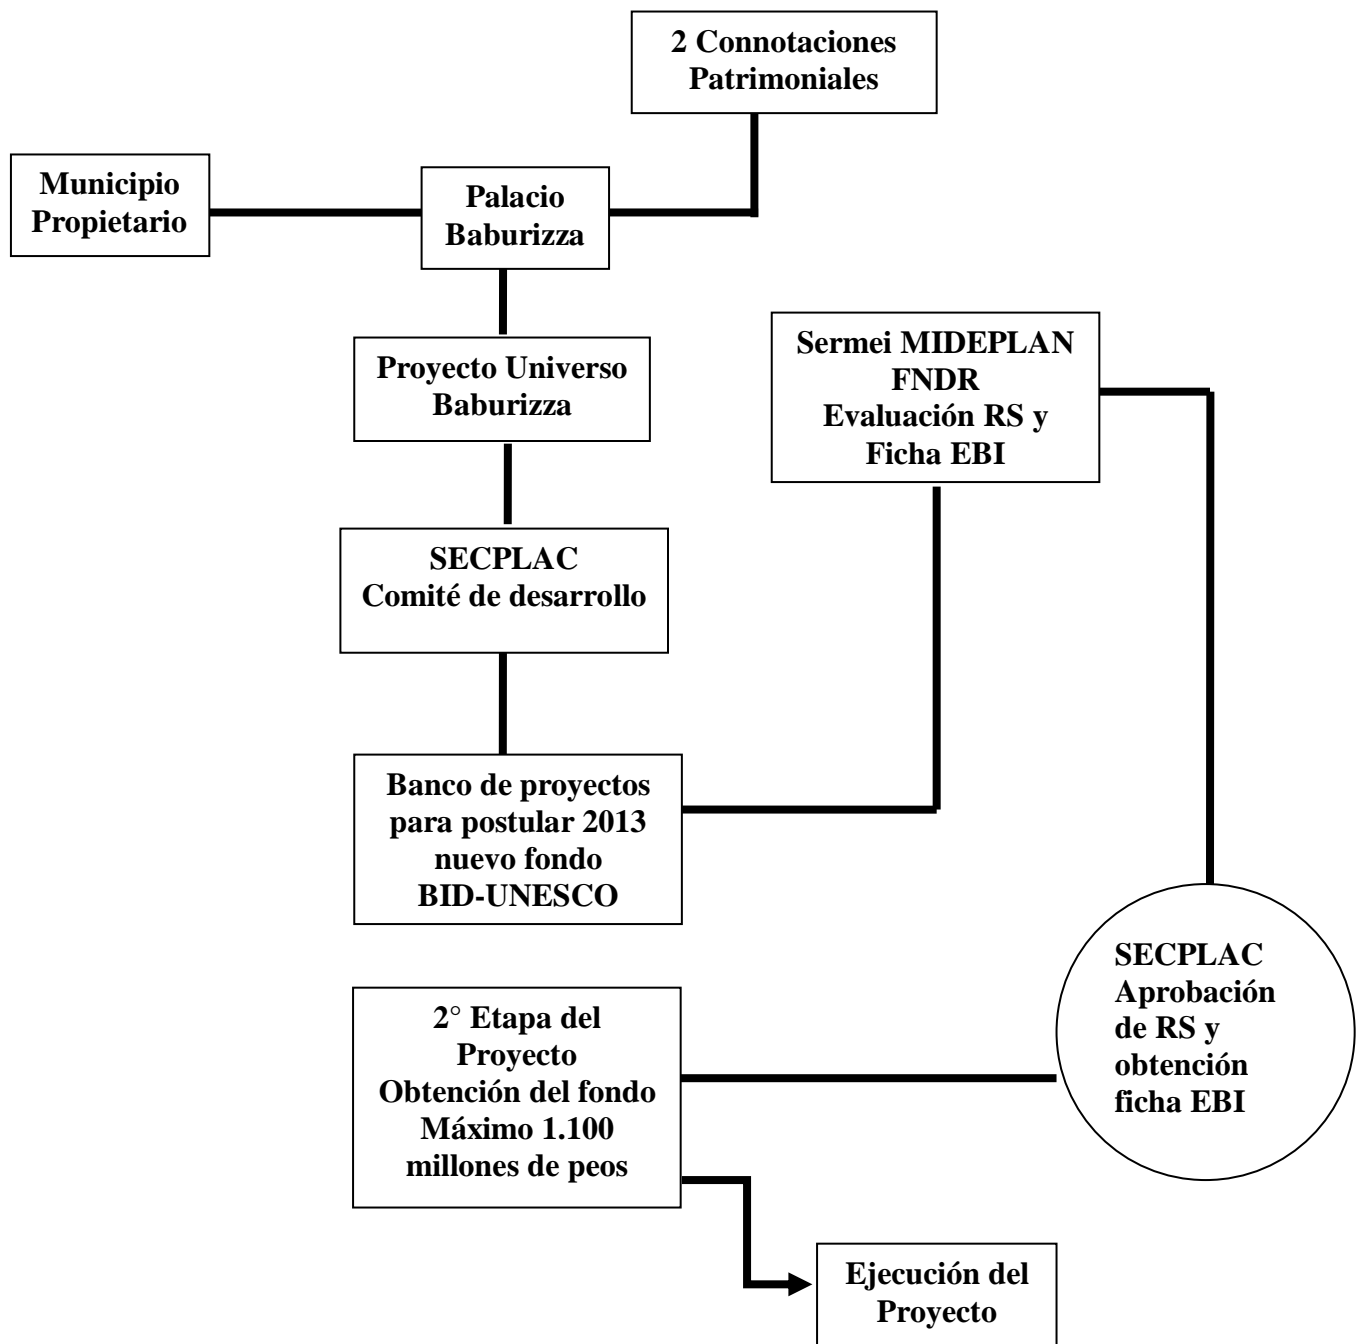 2 Connotaciones
Patrimoniales
Municipio
Propietario
Palacio
Baburizza
Proyecto Universo
Baburizza
Sermei MIDEPLAN
FNDR
Evaluación RS y
Ficha EBI
SECPLAC
Comité de desarrollo
Banco de proyectos
para postular 2013
nuevo fondo
BID-UNESCO
SECPLAC
Aprobación
de RS y
obtención
ficha EBI
2° Etapa del
Proyecto
Obtención del fondo
Máximo 1.100
millones de peos
Ejecución del
Proyecto